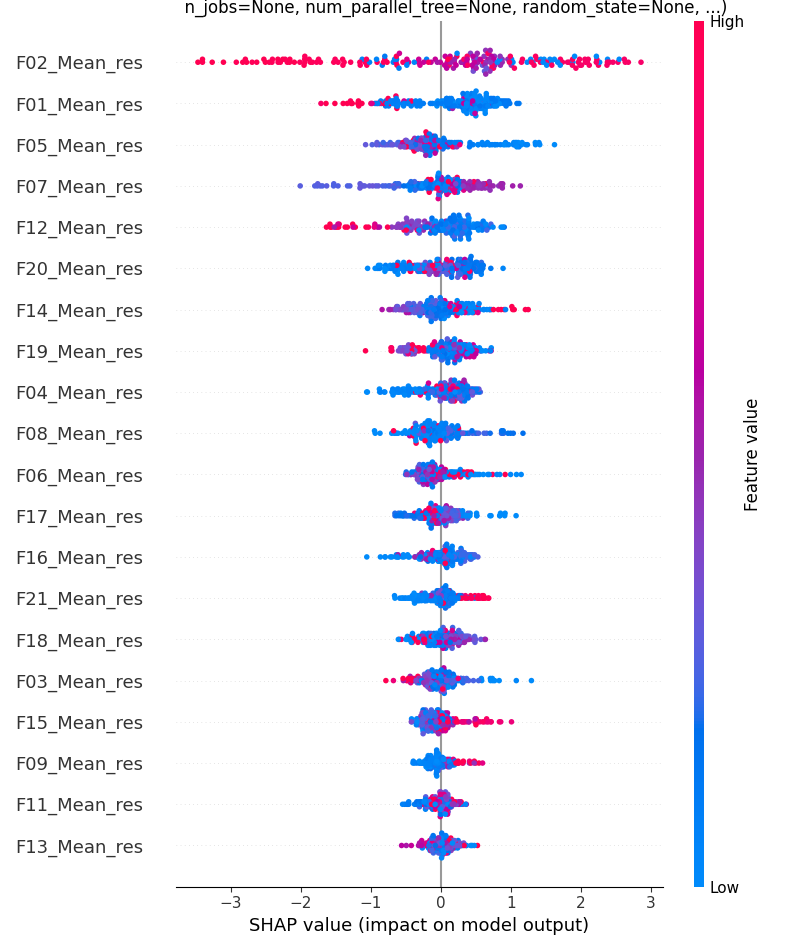 n_jobs=None, num_parallel_tree=None, random_state=None, ...)
High
F02_Mean_res
F01_Mean_res
F05_Mean_res
F07_Mean_res
F12_Mean_res
F20_Mean_res
F14_Mean_res
F19_Mean_res
F04_Mean_res
F08_Mean_res
F06_Mean_res
F17_Mean_res
F16_Mean_res
F21_Mean_res
F18_Mean_res
F03_Mean_res
F15_Mean_res
F09_Mean_res
F11_Mean_res
F13_Mean_res
Feature value
Low
−3 −2 −1 0 1 2 3
SHAP value (impact on model output)